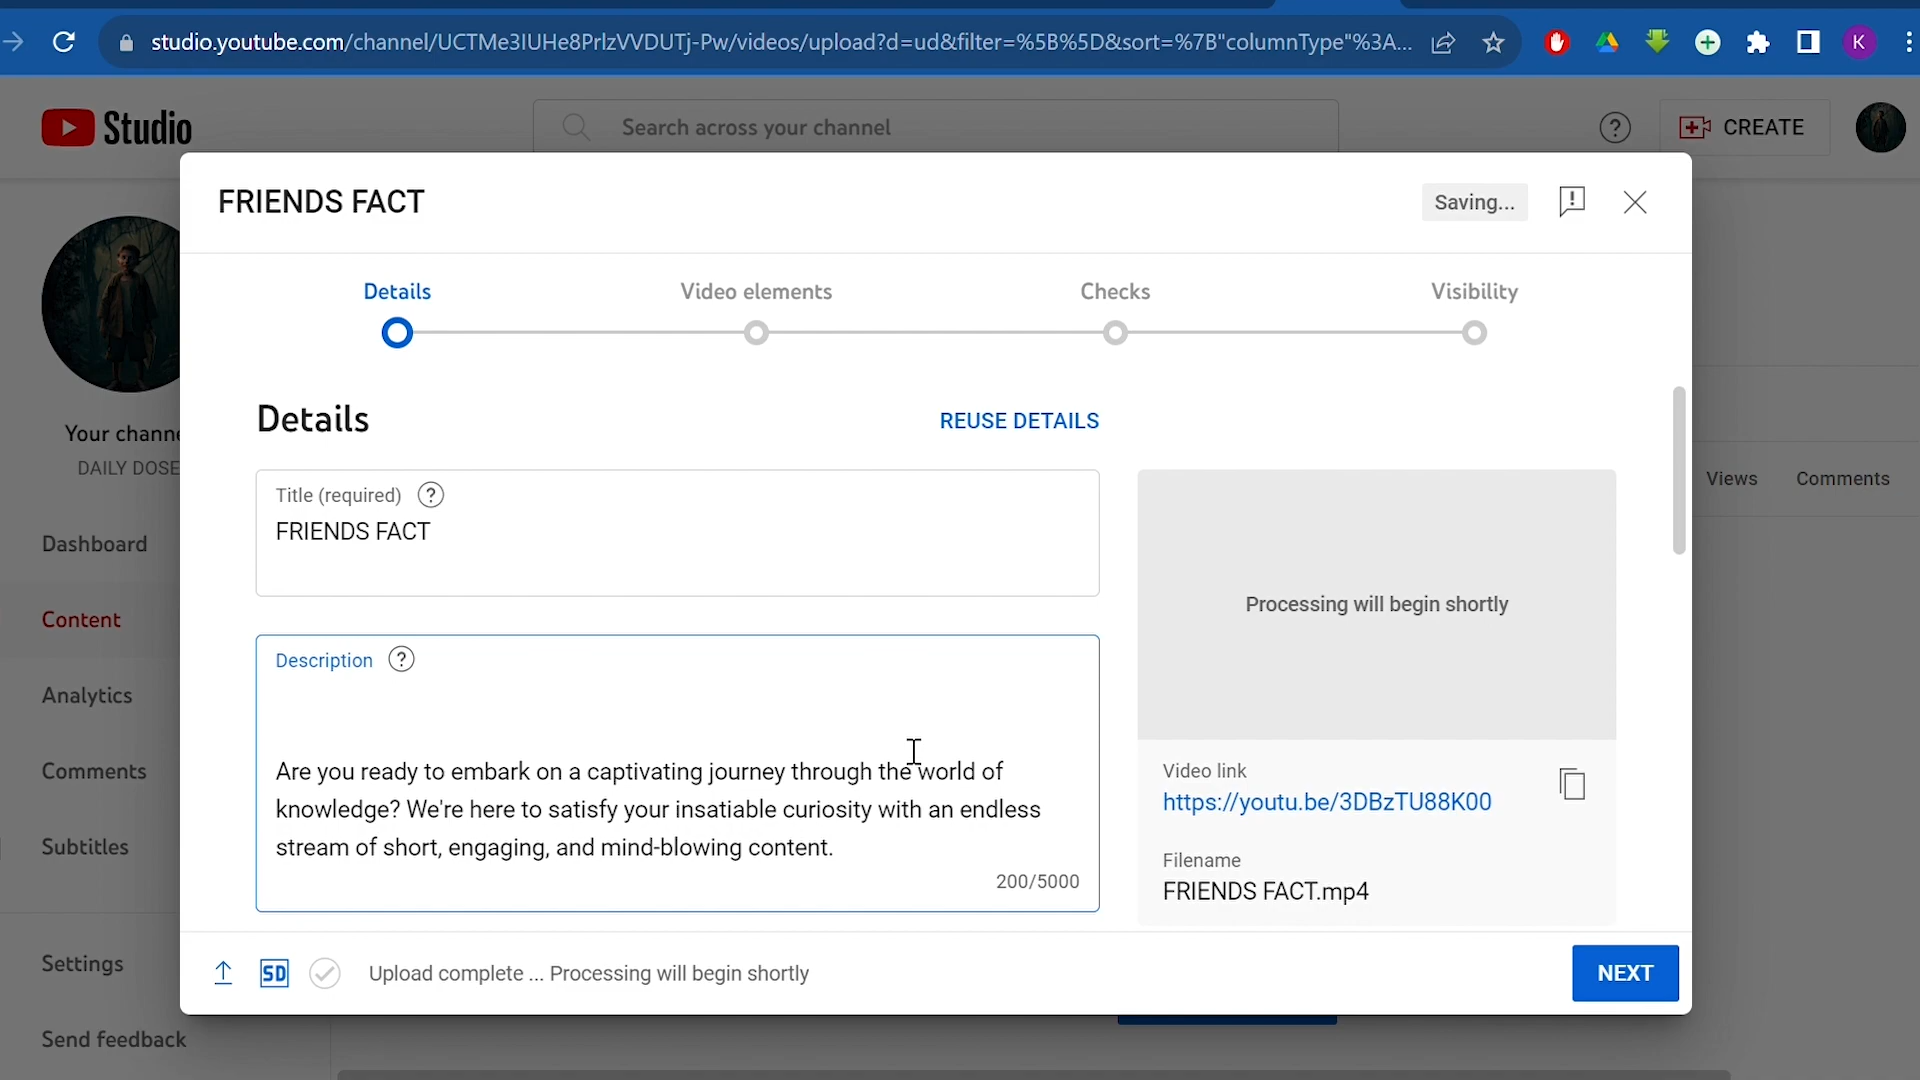 studio.youtube.com/channel/UCTMe3IUHe8PrlzVVDUTj-Pw/videos/upload?d=ud&filter=%5B%5D&sort=%7B"columnType"%3A...
K
Studio
Search across your channel
?
CREATE
FRIENDS FACT
Saving...
Details
Video elements
Checks
Visibility
Your channe
DAILY DOSE
Details
REUSE DETAILS
Title (required) ?
FRIENDS FACT
Views
Comments
Dashboard
Content
Analytics
Comments
Subtitles
Settings
Send feedback
Processing will begin shortly
Description ?
Are you ready to embark on a captivating journey through the world of
knowledge? We're here to satisfy your insatiable curiosity with an endless
stream of short, engaging, and mind-blowing content.
200/5000
Video link
https://youtu.be/3DBzTU88K00
Filename
FRIENDS FACT.mp4
SD
Upload complete ... Processing will begin shortly
NEXT